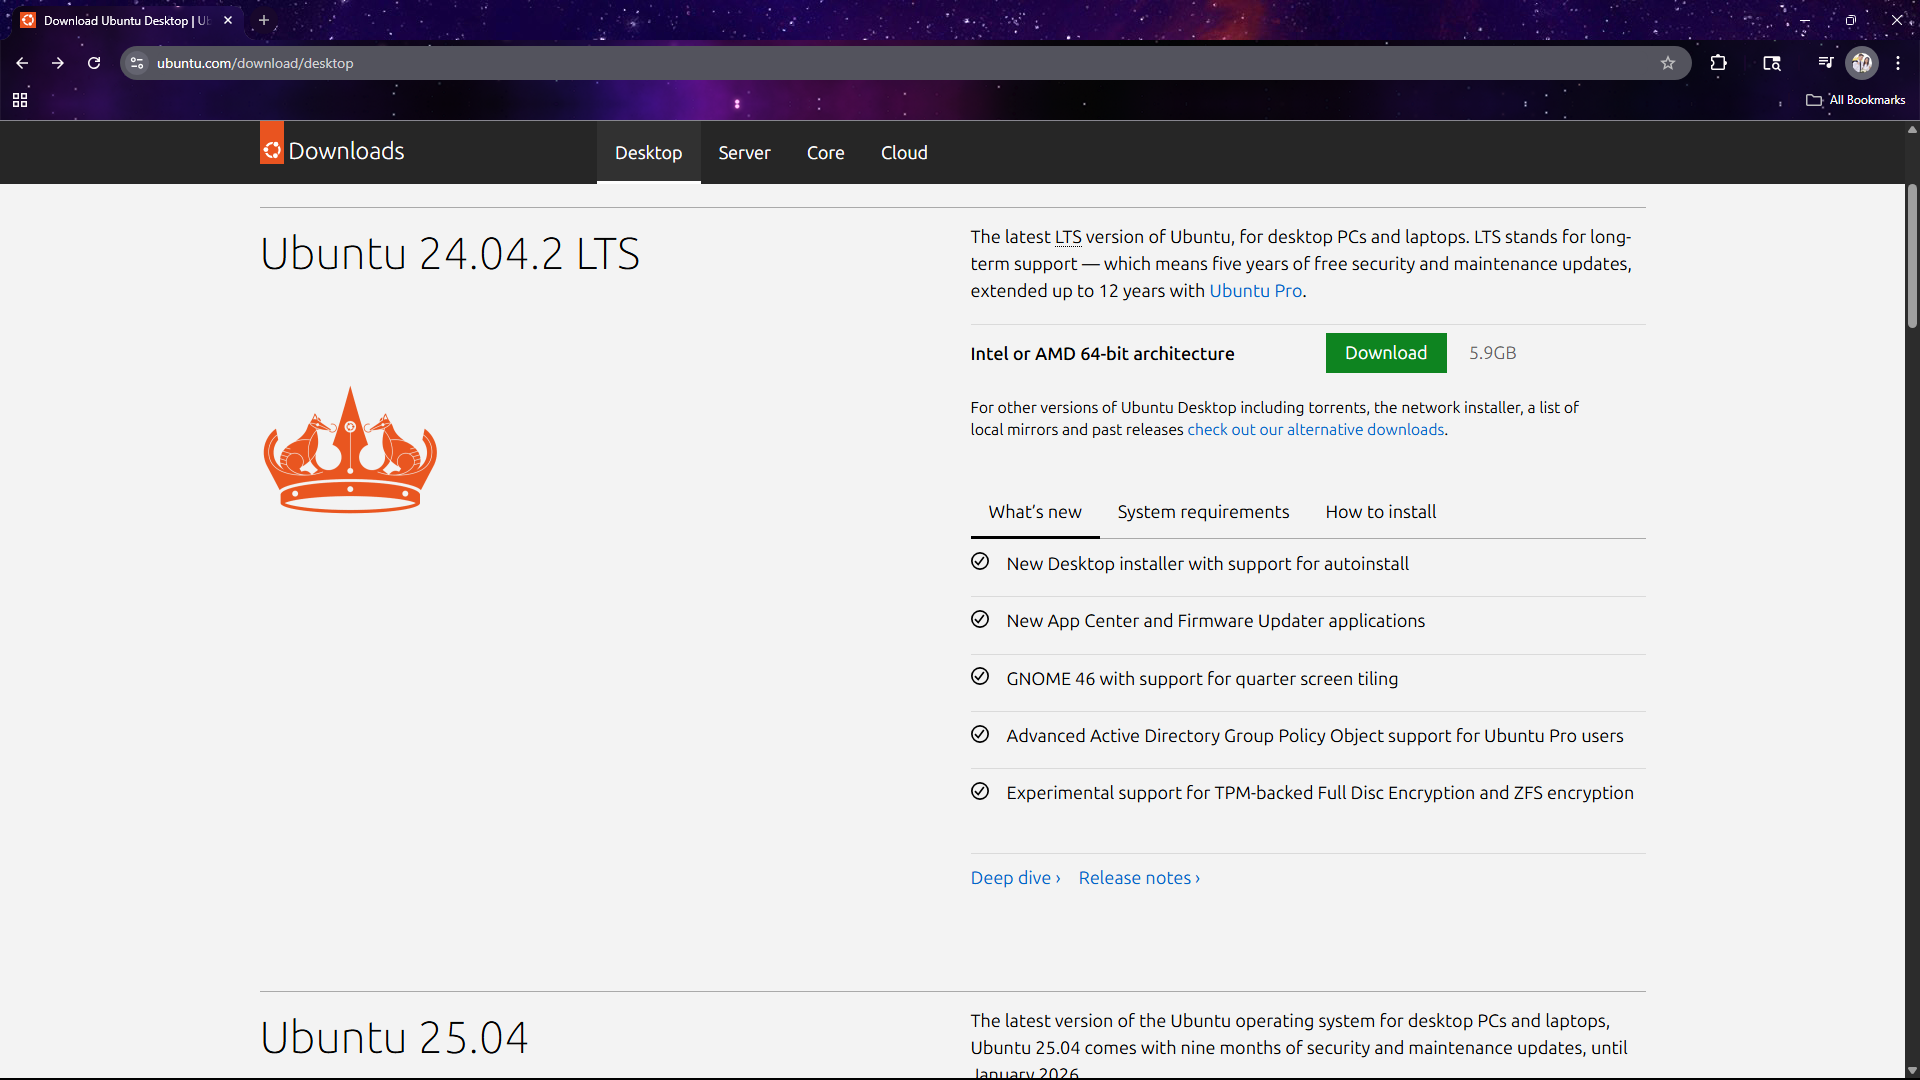 Download Ubuntu Desktop | Ub
ubuntu.com/download/desktop
All Bookmarks
Downloads
Desktop
Server
Core
Cloud
Ubuntu 24.04.2 LTS
The latest LTS version of Ubuntu, for desktop PCs and laptops. LTS stands for long-
term support — which means five years of free security and maintenance updates,
extended up to 12 years with Ubuntu Pro.
Intel or AMD 64-bit architecture
Download
5.9GB
For other versions of Ubuntu Desktop including torrents, the network installer, a list of
local mirrors and past releases check out our alternative downloads.
What's new
System requirements
How to install
New Desktop installer with support for autoinstall
New App Center and Firmware Updater applications
GNOME 46 with support for quarter screen tiling
Advanced Active Directory Group Policy Object support for Ubuntu Pro users
Experimental support for TPM-backed Full Disc Encryption and ZFS encryption
Deep dive ›
Release notes ›
Ubuntu 25.04
The latest version of the Ubuntu operating system for desktop PCs and laptops,
Ubuntu 25.04 comes with nine months of security and maintenance updates, until
January 2026